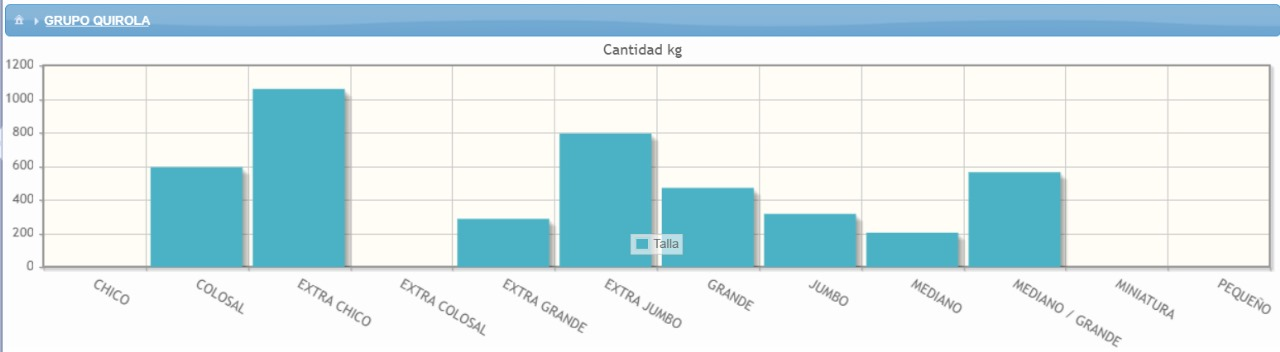 GRUPO QUIROLA
Cantidad kg
1200
1000
800
600
400
200
0
Talla
CHICO
COLOSAL
EXTRA CHICO
EXTRA COLOSAL
EXTRA GRANDE
EXTRA JUMBO
GRANDE
JUMBO
MEDIANO
MEDIANO / GRANDE
MINIATURA
PEQUEÑO